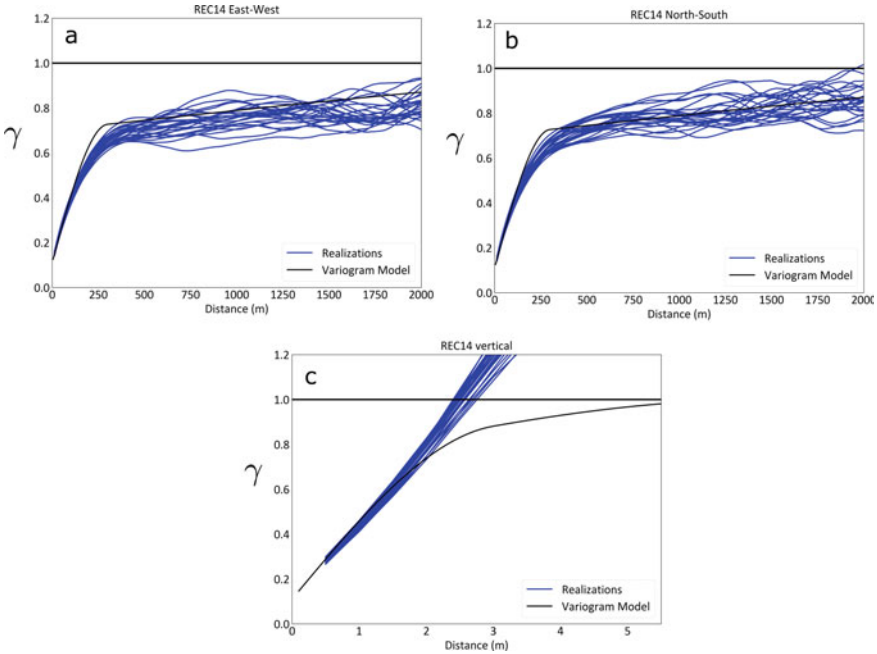 REC14 East-West
a
1.2
1.0
0.8
0.6
0.4
0.2
0.0
γ
0 250 500 750 1000 1250 1500 1750 2000
Distance (m)
Realizations
Variogram Model
REC14 North-South
b
1.2
1.0
0.8
0.6
0.4
0.2
0.0
γ
0 250 500 750 1000 1250 1500 1750 2000
Distance (m)
Realizations
Variogram Model
REC14 vertical
c
1.2
1.0
0.8
0.6
0.4
0.2
0.0
γ
0 1 2 3 4 5
Distance (m)
Realizations
Variogram Model